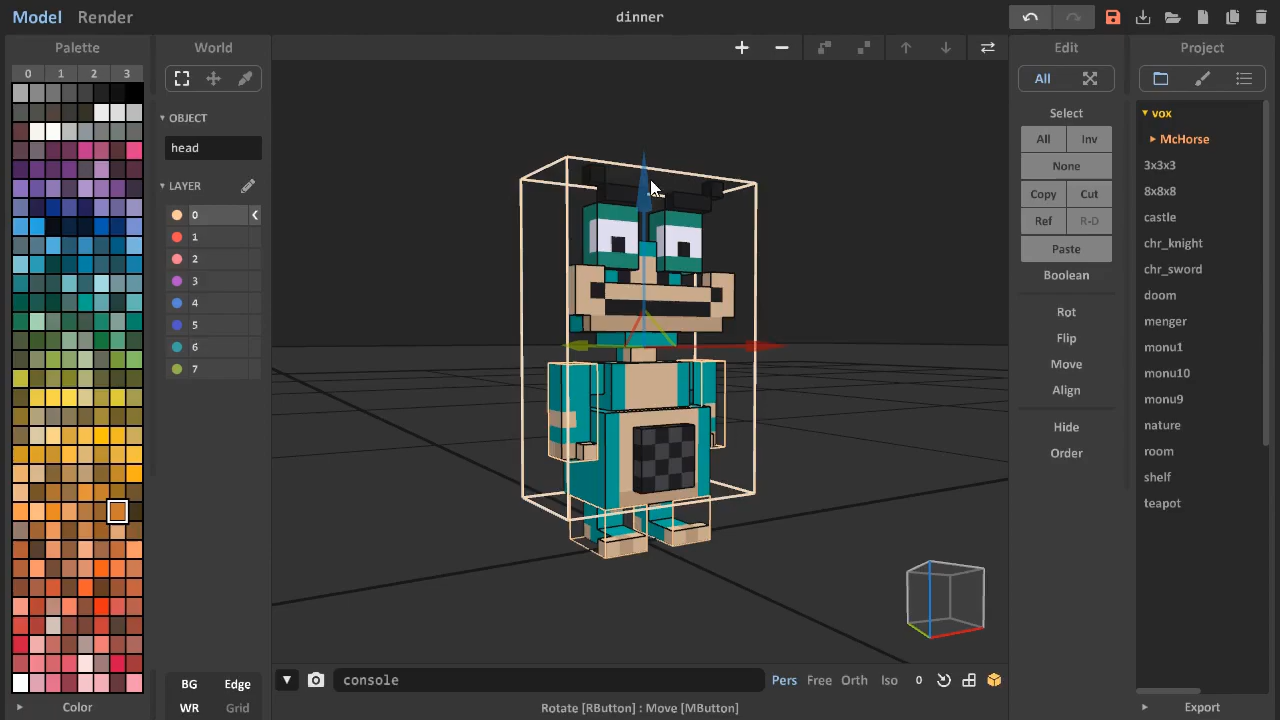 Model Render dinner
Palette World Edit Project
0 1 2 3
All
OBJECT
Select
vox
head
All Inv
McHorse
None
3x3x3
LAYER
Copy Cut
8x8x8
0
Ref R-D
castle
1
Paste
chr_knight
2
Boolean
chr_sword
3
doom
4
Rot
menger
5
Flip
monu1
6
Move
monu10
7
Align
monu9
Hide
nature
Order
room
shelf
teapot
BG Edge
console Pers Free Orth Iso 0
Color WR Grid Rotate [RButton] : Move [MButton] Export